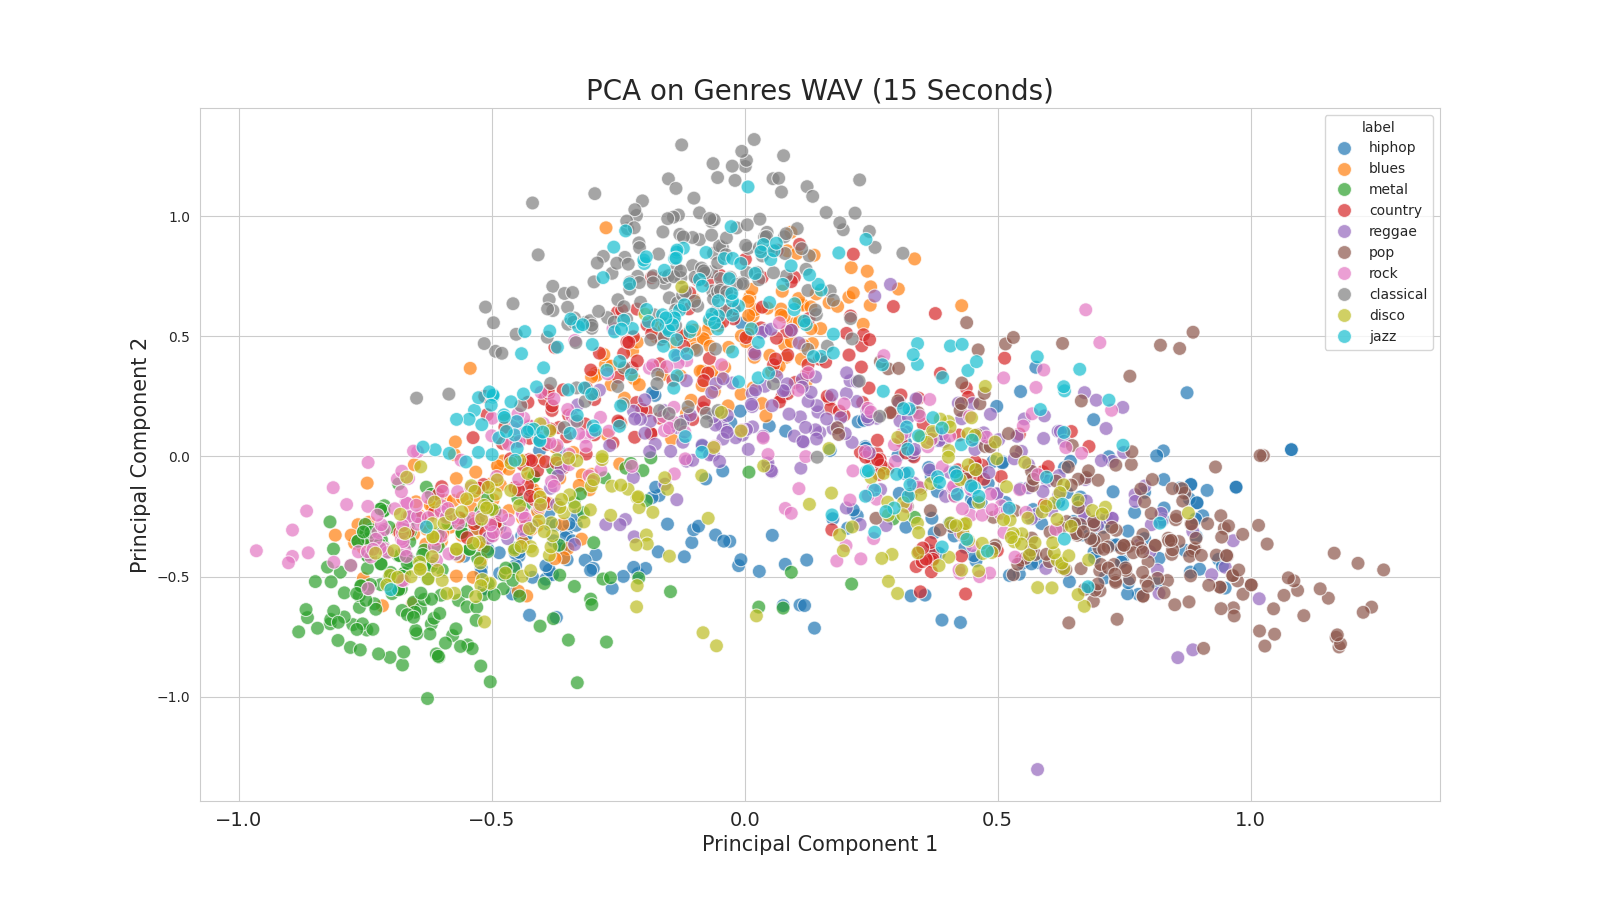 PCA on Genres WAV (15 Seconds)
label
hiphop
blues
metal
country
reggae
pop
rock
classical
disco
jazz
Principal Component 2
1.0
0.5
0.0
−0.5
−1.0
−1.0
−0.5
0.0
0.5
1.0
Principal Component 1